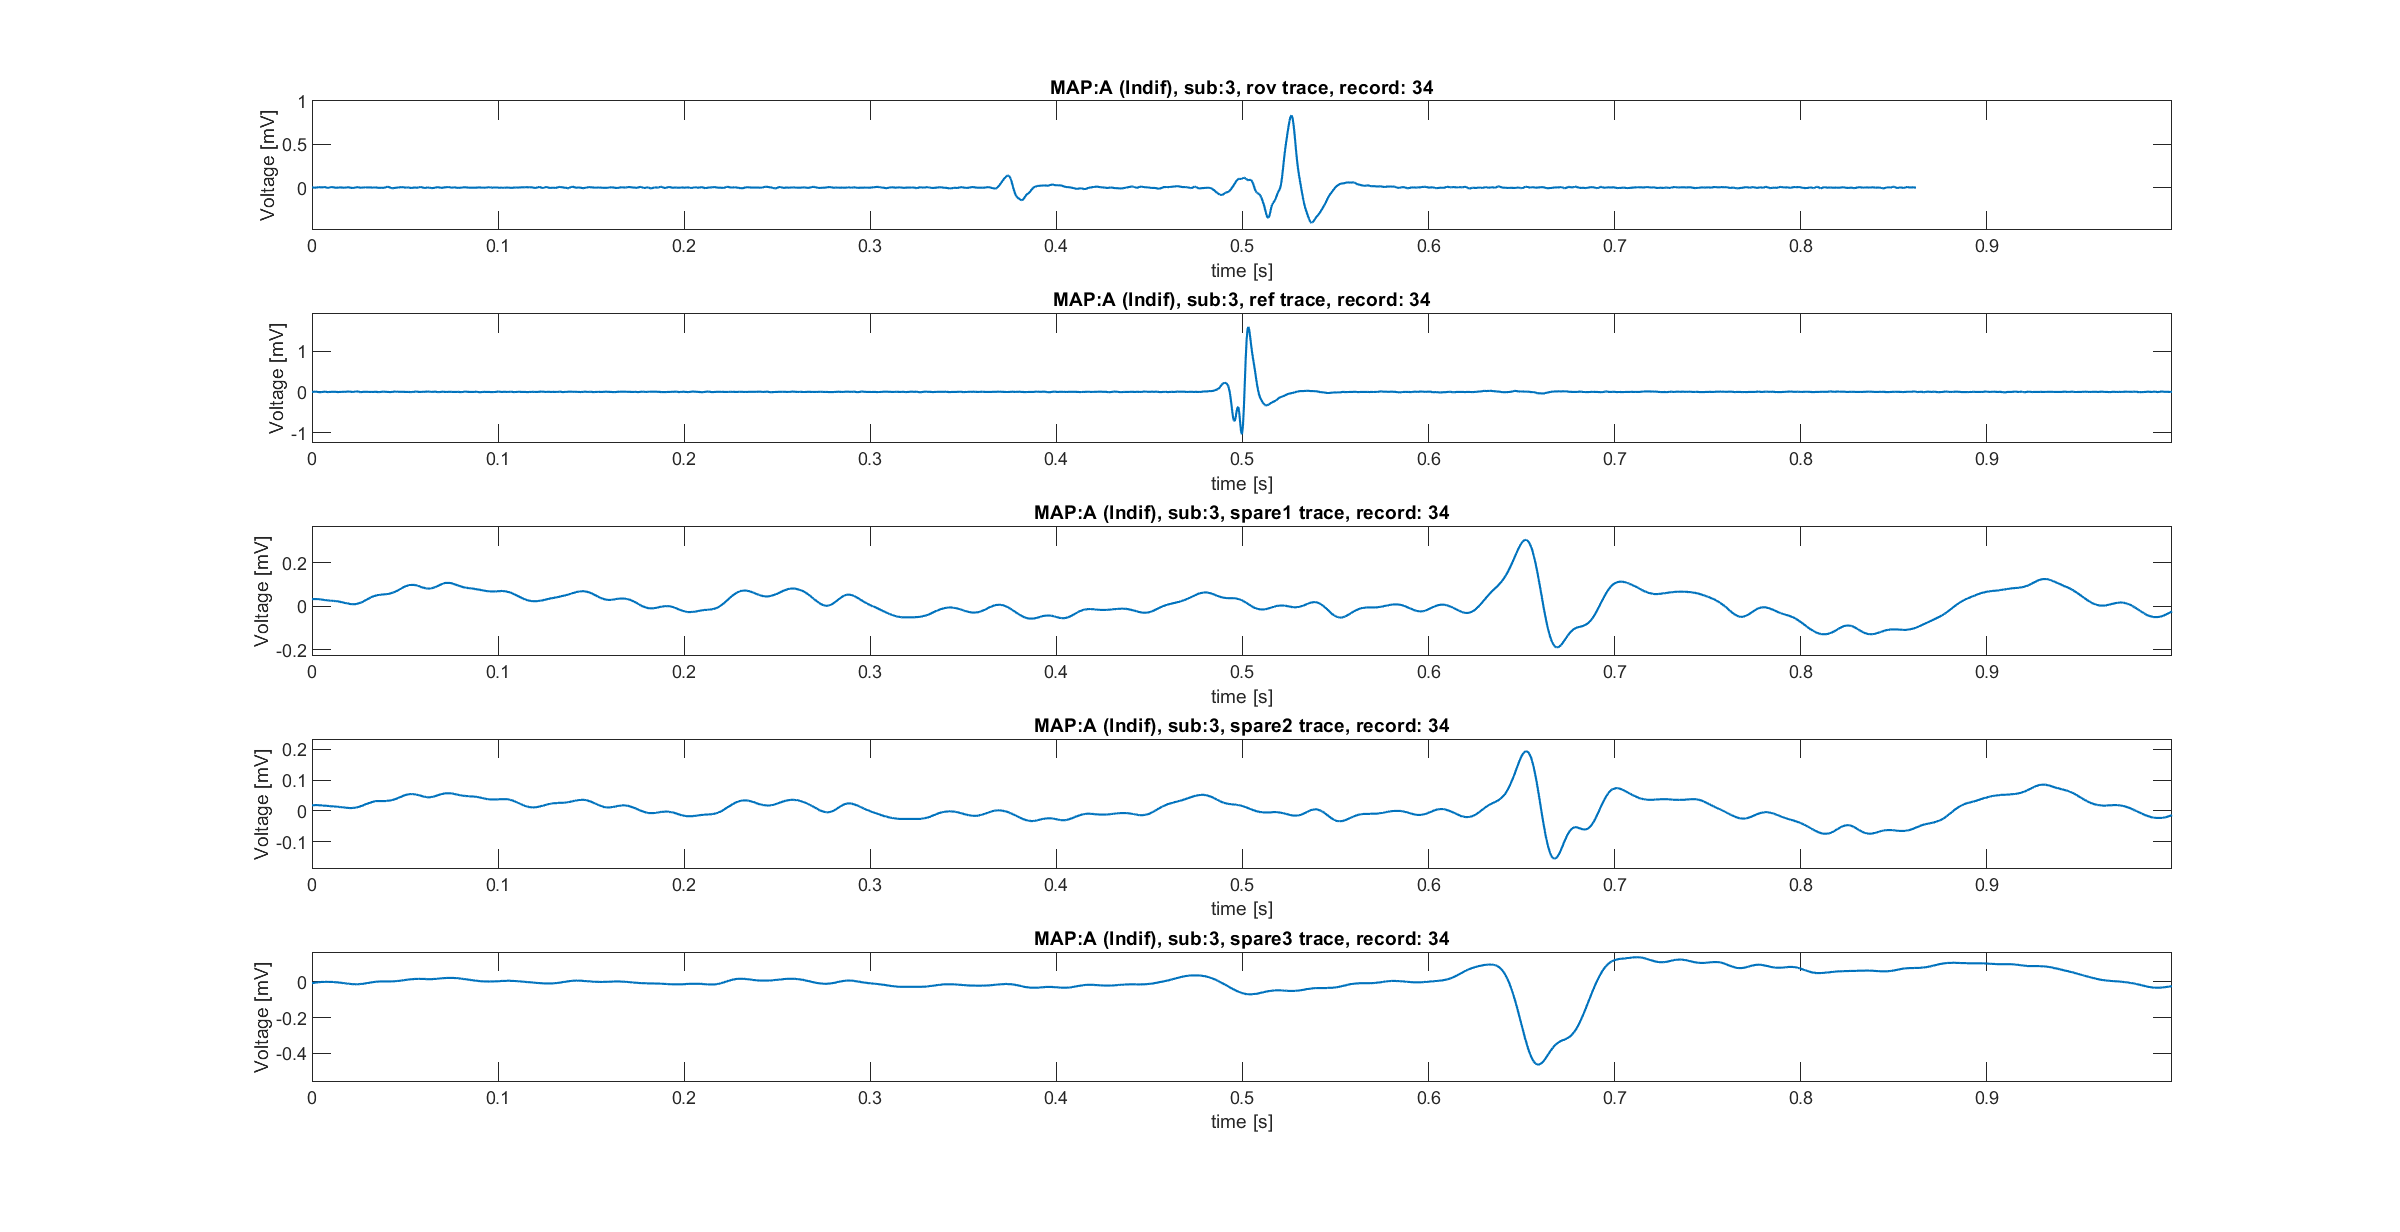 MAP:A (Indif), sub:3, rov trace, record: 34
Voltage [mV]
1
0.5
0
0 0.1 0.2 0.3 0.4 0.5 0.6 0.7 0.8 0.9
time [s]
MAP:A (Indif), sub:3, ref trace, record: 34
Voltage [mV]
1
0
-1
0 0.1 0.2 0.3 0.4 0.5 0.6 0.7 0.8 0.9
time [s]
MAP:A (Indif), sub:3, spare1 trace, record: 34
Voltage [mV]
0.2
0
-0.2
0 0.1 0.2 0.3 0.4 0.5 0.6 0.7 0.8 0.9
time [s]
MAP:A (Indif), sub:3, spare2 trace, record: 34
Voltage [mV]
0.2
0.1
0
-0.1
0 0.1 0.2 0.3 0.4 0.5 0.6 0.7 0.8 0.9
time [s]
MAP:A (Indif), sub:3, spare3 trace, record: 34
Voltage [mV]
0
-0.2
-0.4
0 0.1 0.2 0.3 0.4 0.5 0.6 0.7 0.8 0.9
time [s]